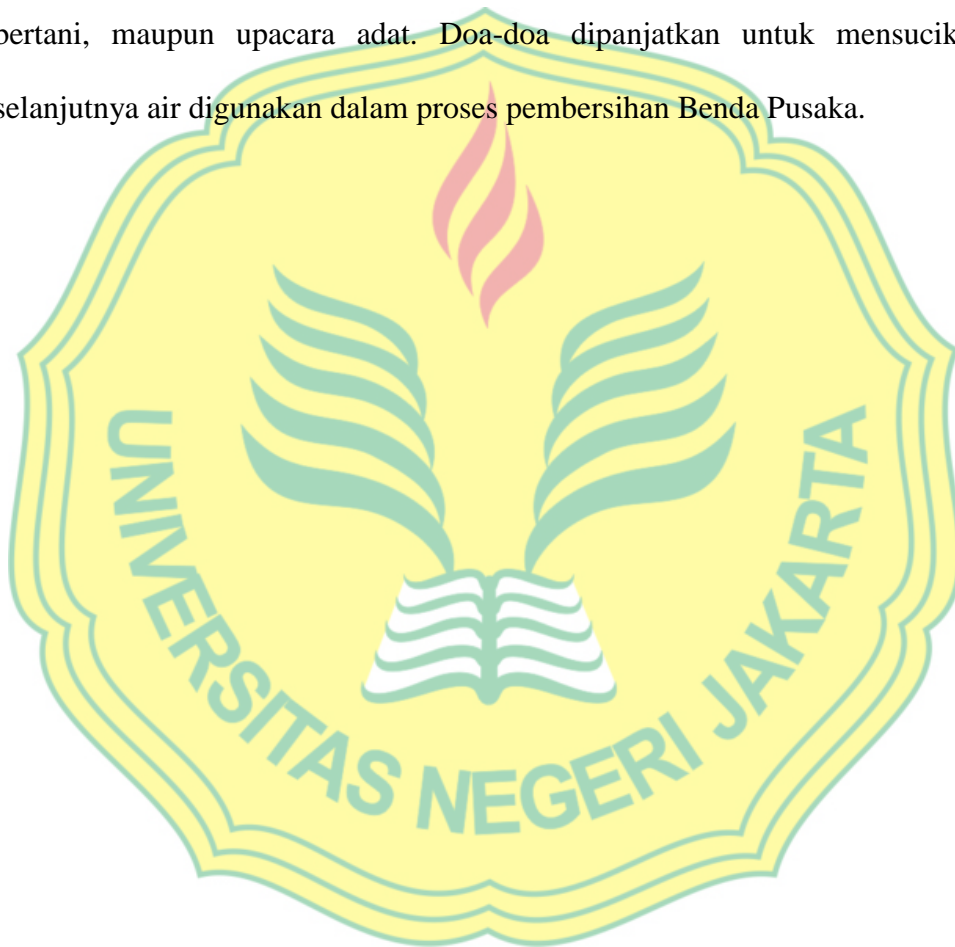 bertani, maupun upacara adat. Doa-doa dipanjatkan untuk mensucik
selanjutnya air digunakan dalam proses pembersihan Benda Pusaka.
UNIVERSITAS NEGERI JAKARTA